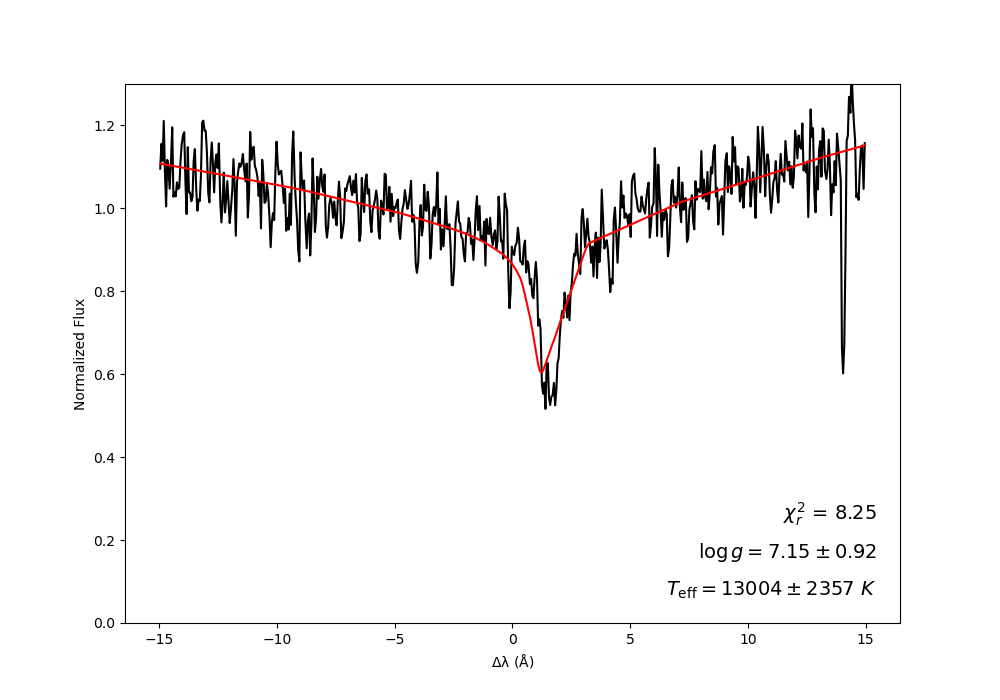 1.2
1.0
0.8
0.6
0.4
0.2
0.0
Normalized Flux
χ²ᵣ = 8.25
log g = 7.15 ± 0.92
T_eff = 13004 ± 2357 K
−15 −10 −5 0 5 10 15
Δλ (Å)